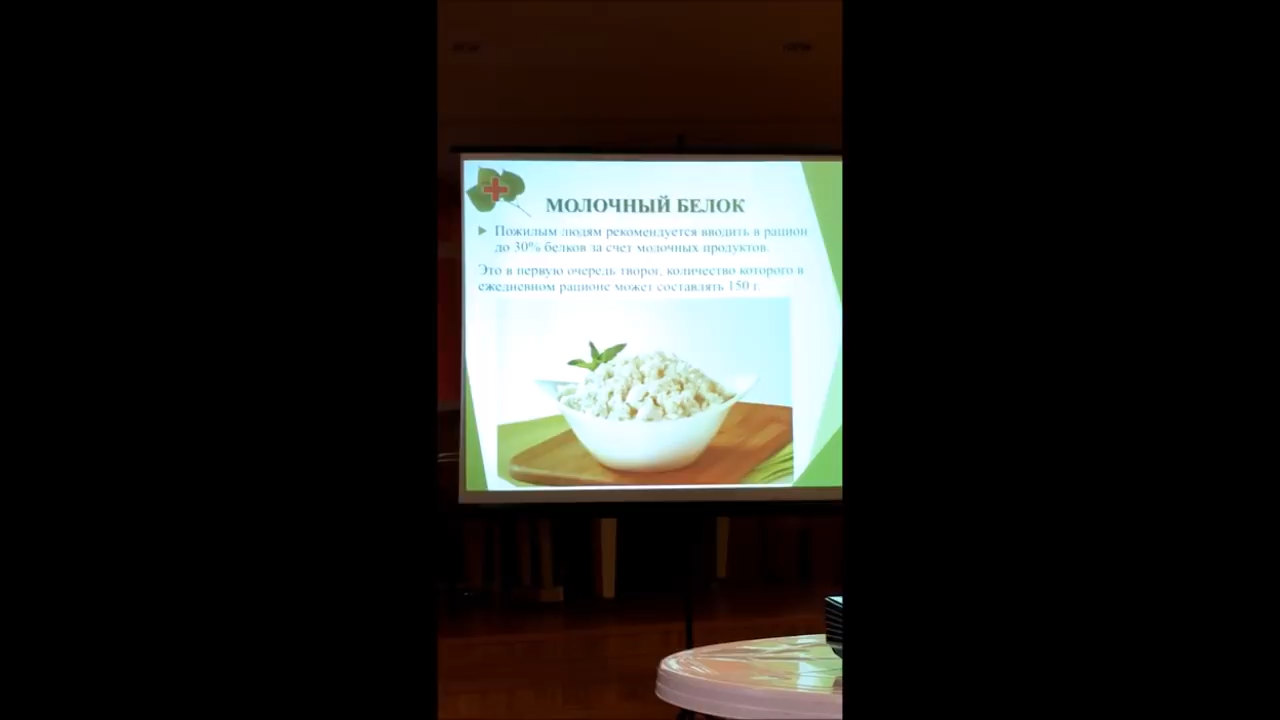 МОЛОЧНЫЙ БЕЛОК
Пожилым людям рекомендуется вводить в рацион
до 30% белков за счет молочных продуктов.
Это в первую очередь творог, количество которого в
ежедневном рационе может составлять 150 г.